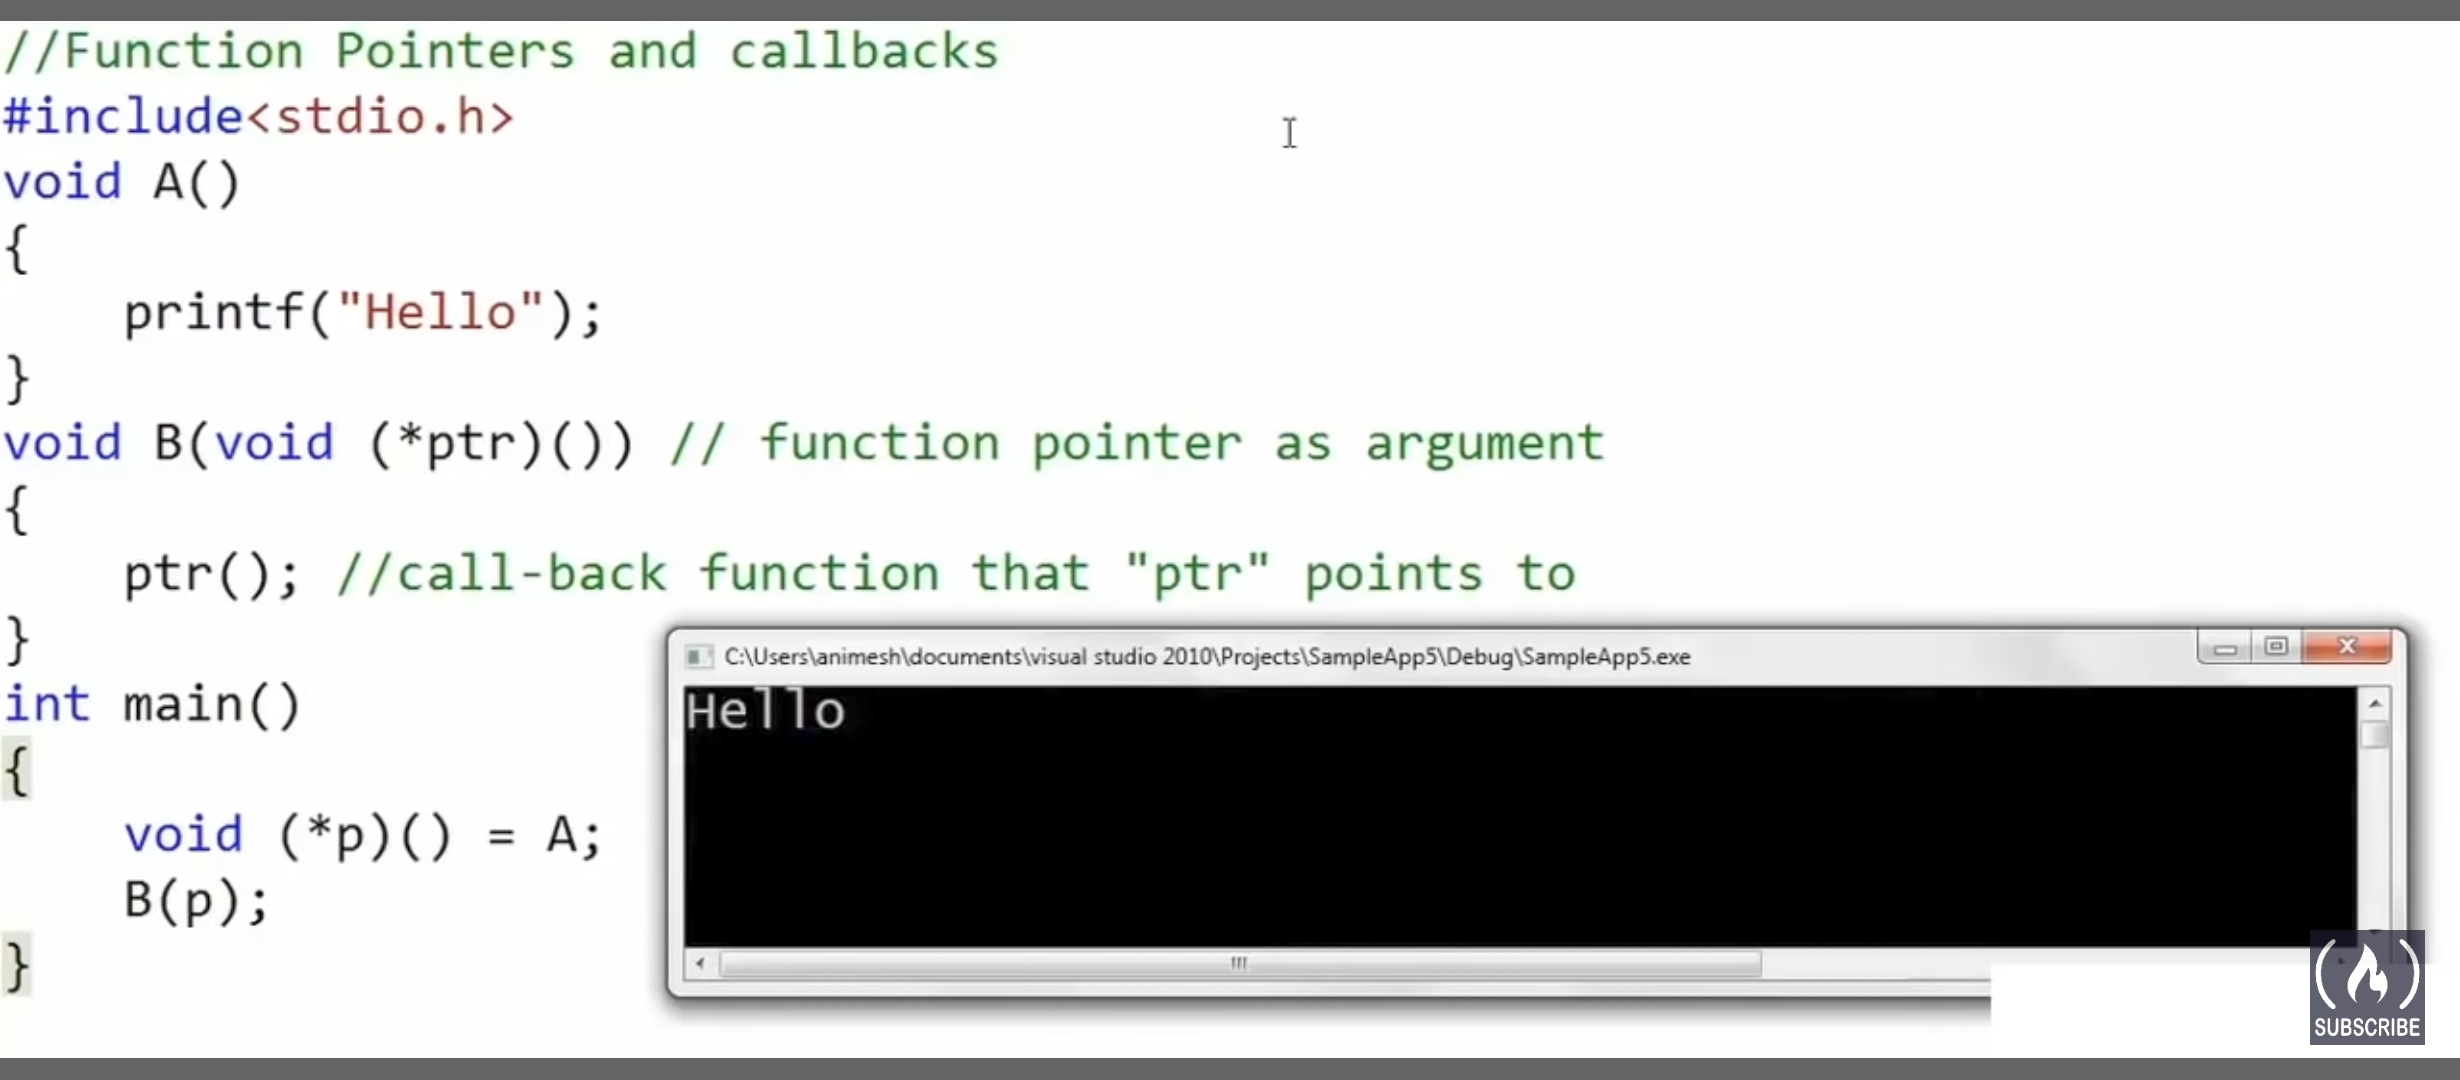 //Function Pointers and callbacks
#include<stdio.h>
void A()
{
    printf("Hello");
}
void B(void (*ptr)()) // function pointer as argument
{
    ptr(); //call-back function that "ptr" points to
}
int main()
{
    void (*p)() = A;
    B(p);
}
C:\Users\animesh\documents\visual studio 2010\Projects\SampleApp5\Debug\SampleApp5.exe
Hello
SUBSCRIBE